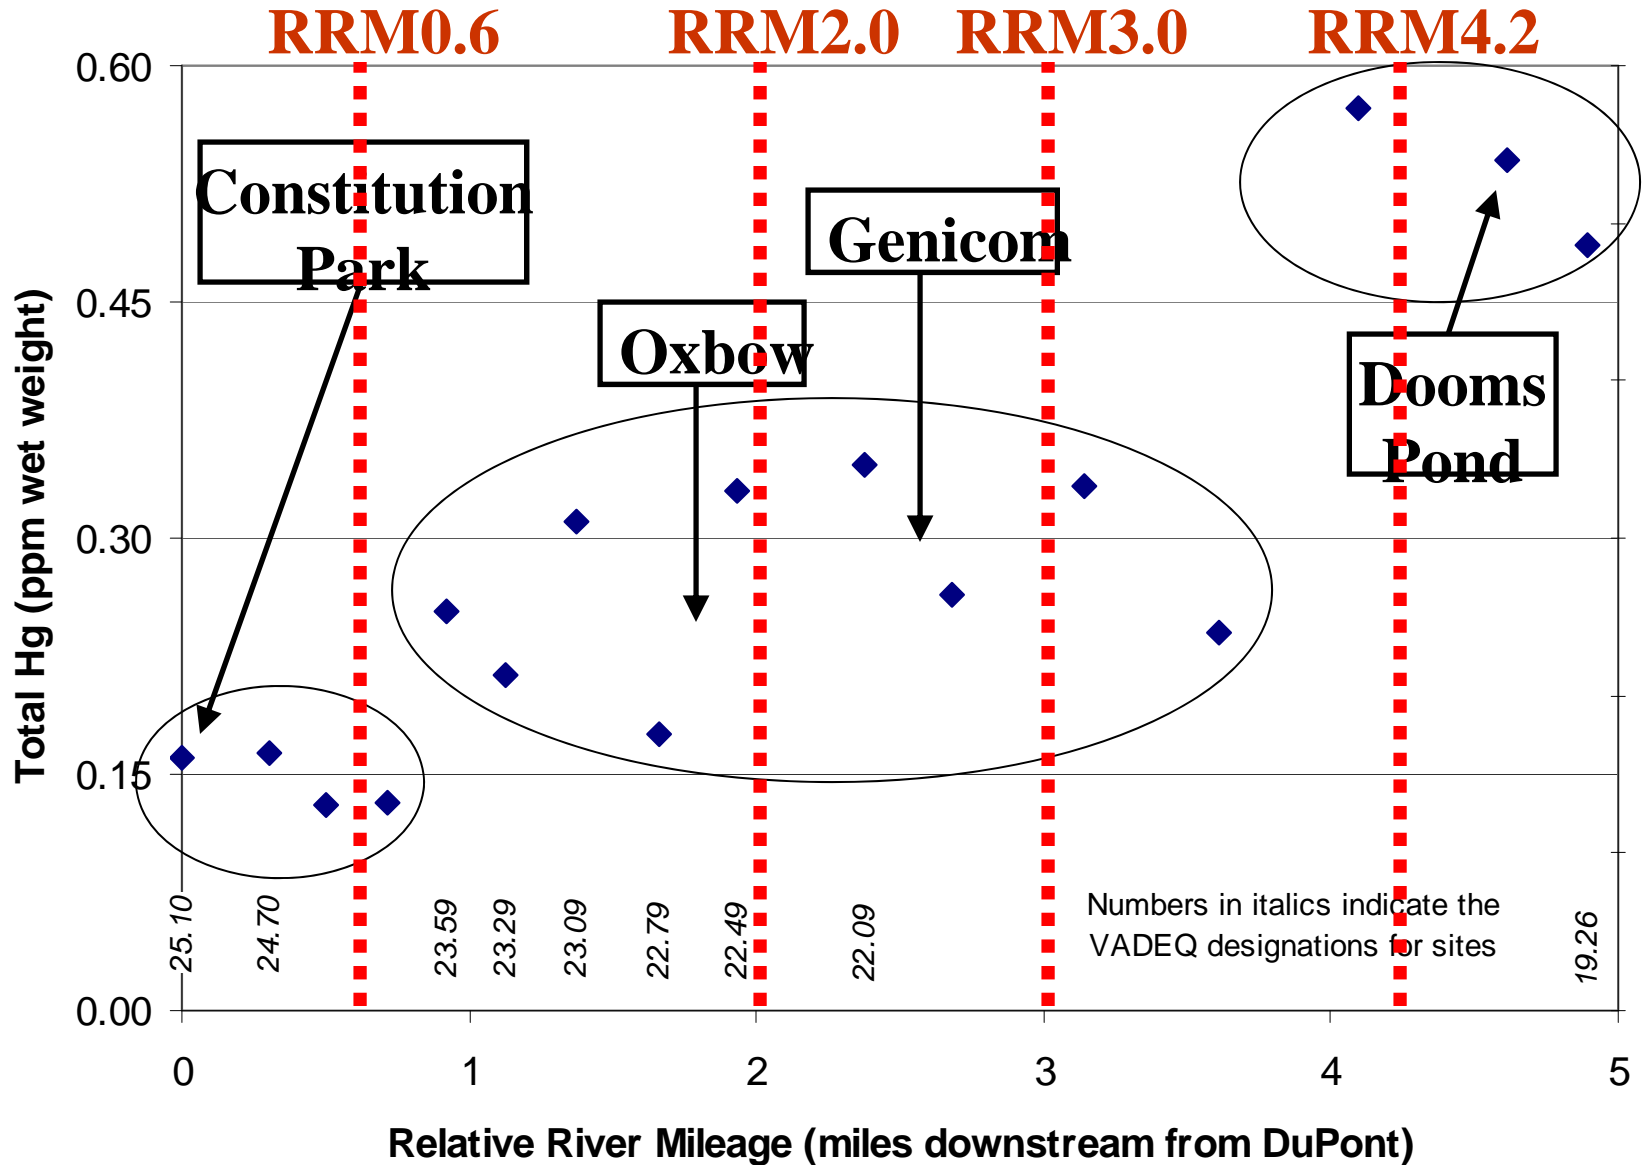 RRM0.6 RRM2.0 RRM3.0 RRM4.2
0.60
0.45
0.30
0.15
0.00
Total Hg (ppm wet weight)
Constitution
Park
Oxbow
Genicom
Dooms
Pond
25.10
24.70
23.59
23.29
23.09
22.79
22.49
22.09
19.26
Numbers in italics indicate the
VADEQ designations for sites
0 1 2 3 4 5
Relative River Mileage (miles downstream from DuPont)